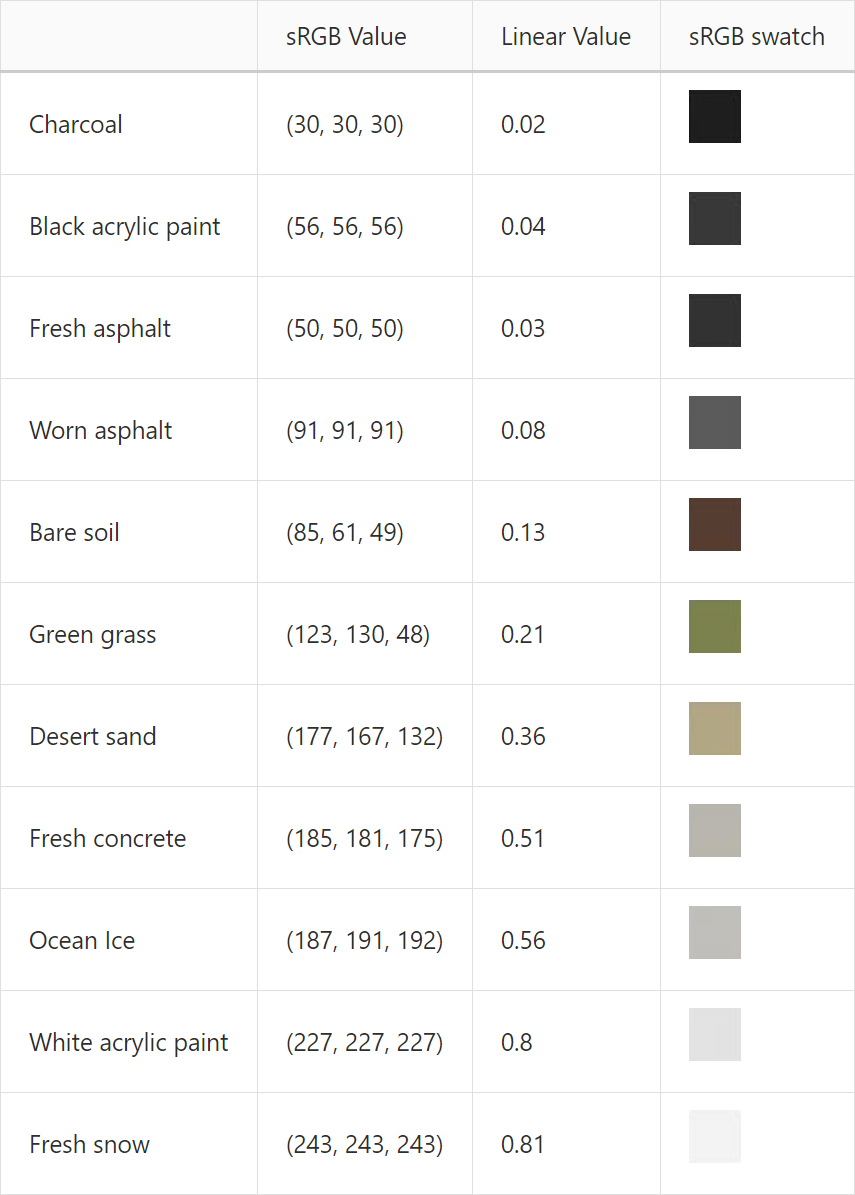 sRGB Value Linear Value sRGB swatch
Charcoal (30, 30, 30) 0.02
Black acrylic paint (56, 56, 56) 0.04
Fresh asphalt (50, 50, 50) 0.03
Worn asphalt (91, 91, 91) 0.08
Bare soil (85, 61, 49) 0.13
Green grass (123, 130, 48) 0.21
Desert sand (177, 167, 132) 0.36
Fresh concrete (185, 181, 175) 0.51
Ocean Ice (187, 191, 192) 0.56
White acrylic paint (227, 227, 227) 0.8
Fresh snow (243, 243, 243) 0.81